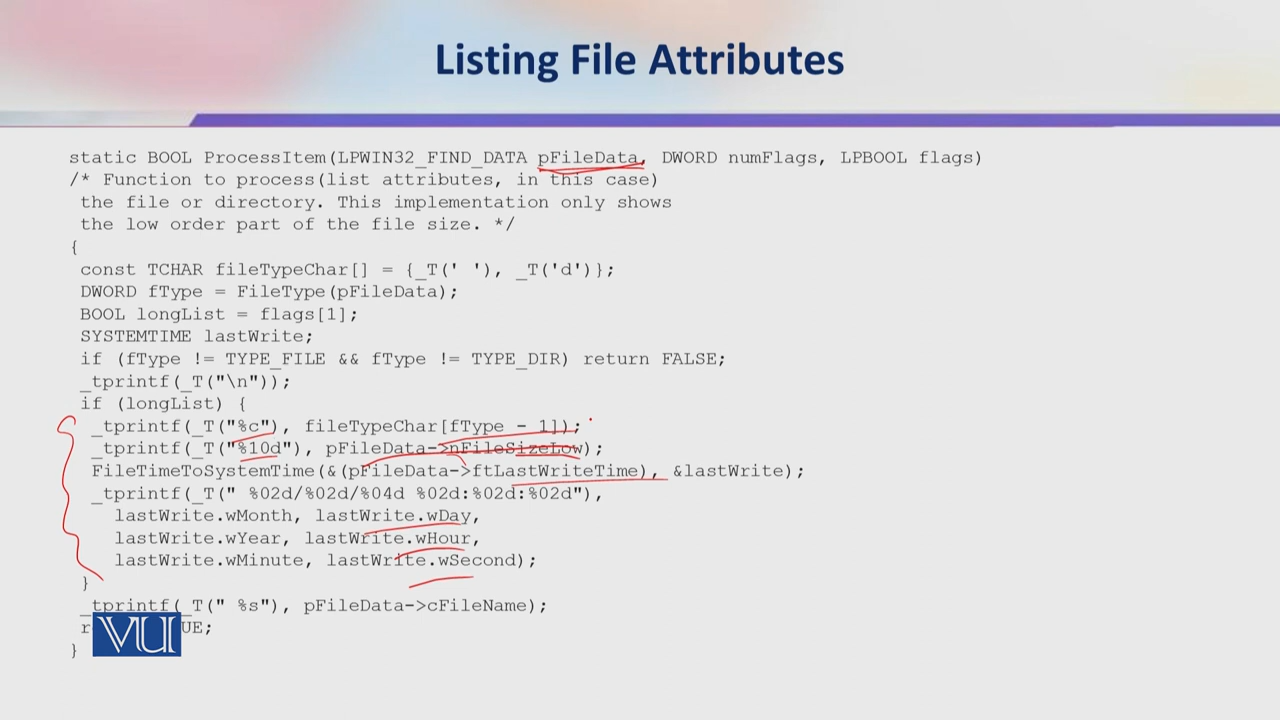 Listing File Attributes
static BOOL ProcessItem(LPWIN32_FIND_DATA pFileData, DWORD numFlags, LPBOOL flags)
/* Function to process(list attributes, in this case)
the file or directory. This implementation only shows
the low order part of the file size. */
{
const TCHAR fileTypeChar[] = {_T(' '), _T('d')};
DWORD fType = FileType(pFileData);
BOOL longList = flags[1];
SYSTEMTIME lastWrite;
if (fType != TYPE_FILE && fType != TYPE_DIR) return FALSE;
_tprintf(_T("\n"));
if (longList) {
_tprintf(_T("%c"), fileTypeChar[fType - 1]);
_tprintf(_T("%10d"), pFileData->nFileSizeLow);
FileTimeToSystemTime(&(pFileData->ftLastWriteTime), &lastWrite);
_tprintf(_T(" %02d/%02d/%04d %02d:%02d:%02d"),
lastWrite.wMonth, lastWrite.wDay,
lastWrite.wYear, lastWrite.wHour,
lastWrite.wMinute, lastWrite.wSecond);
}
_tprintf(_T(" %s"), pFileData->cFileName);
r VU UE;
}